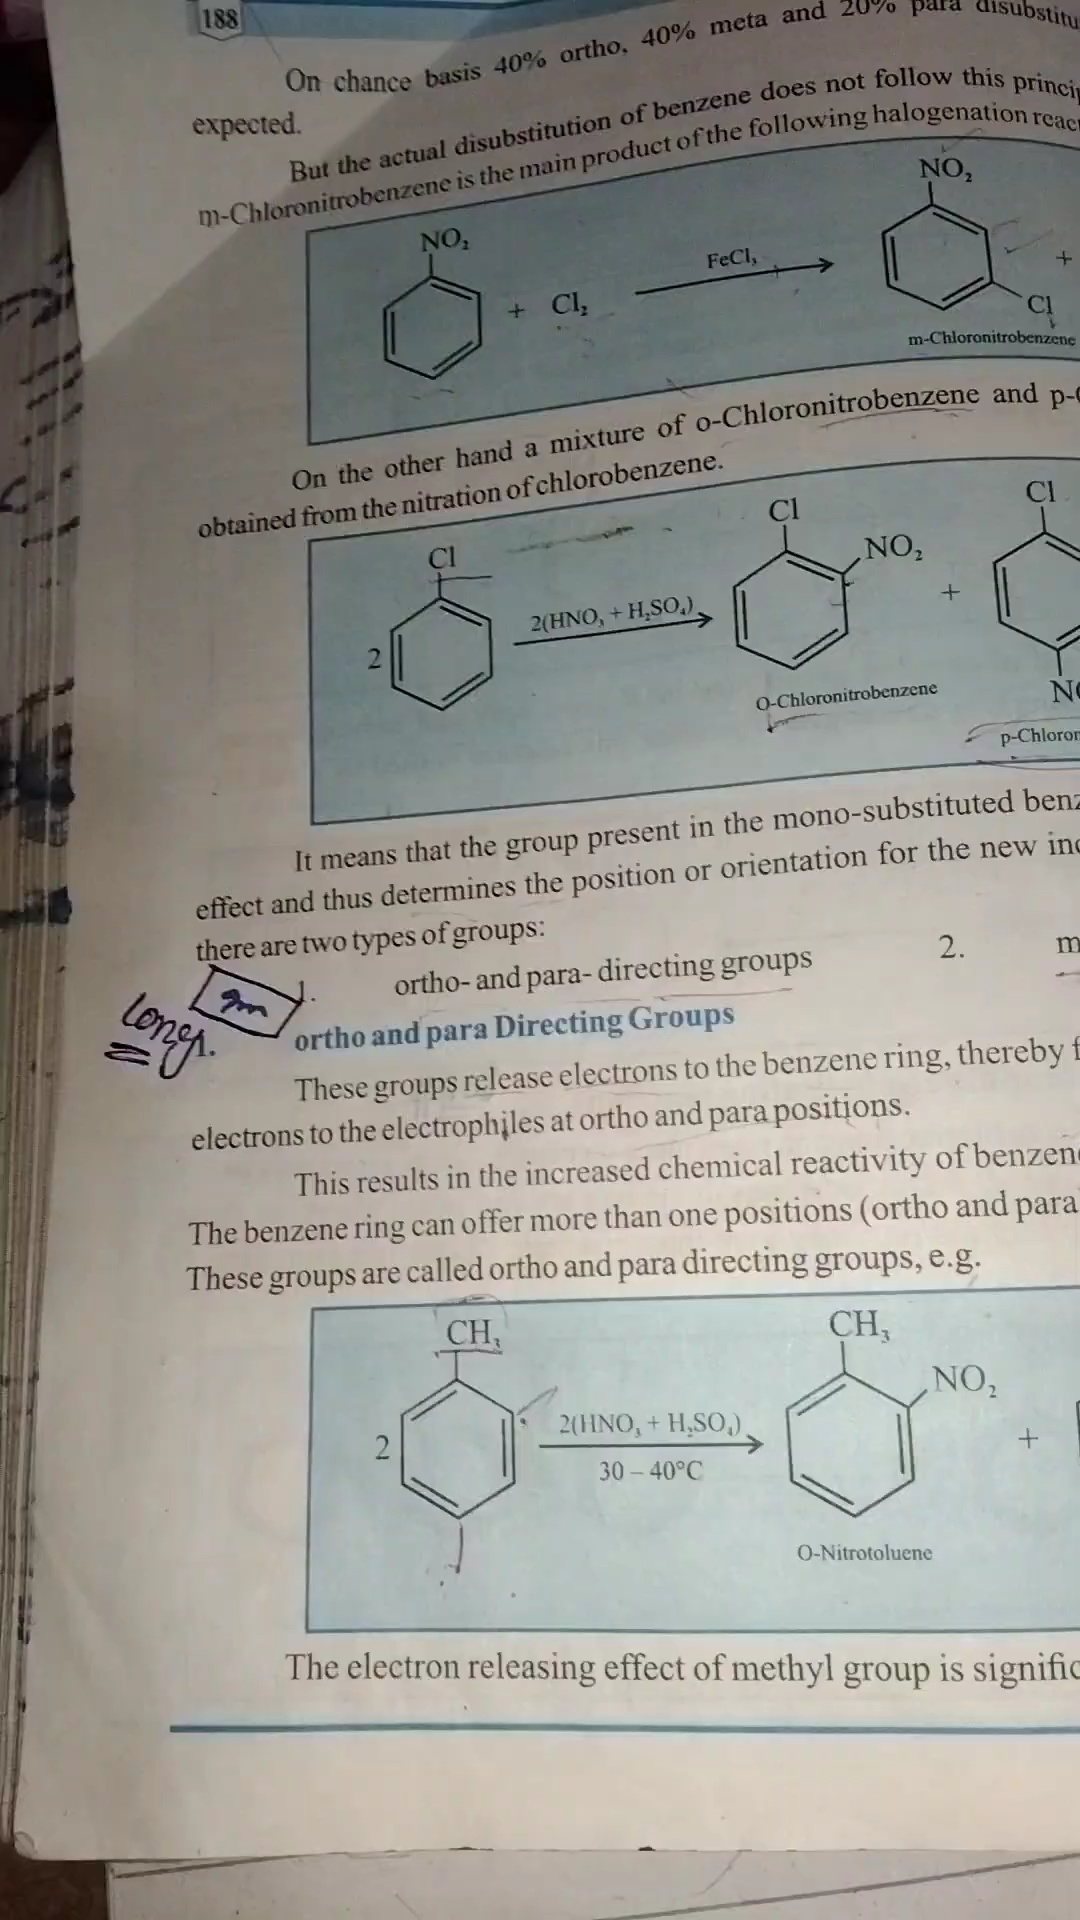 188
On chance basis 40% ortho, 40% meta and 20% para disubstitu
expected.
But the actual disubstitution of benzene does not follow this princip
m-Chloronitrobenzene is the main product of the following halogenation reac
NO₂
NO₂
+ Cl₂
FeCl₃
+
Cl
m-Chloronitrobenzene
On the other hand a mixture of o-Chloronitrobenzene and p-
obtained from the nitration of chlorobenzene.
Cl
Cl
Cl
NO₂
2
2(HNO₃ + H₂SO₄)
+
O-Chloronitrobenzene
p-Chloron
It means that the group present in the mono-substituted benz
effect and thus determines the position or orientation for the new inc
there are two types of groups:
1. ortho- and para- directing groups 2. m
Long
1. ortho and para Directing Groups
These groups release electrons to the benzene ring, thereby f
electrons to the electrophiles at ortho and para positions.
This results in the increased chemical reactivity of benzen
The benzene ring can offer more than one positions (ortho and para
These groups are called ortho and para directing groups, e.g.
CH₃
CH₃
NO₂
2
2(HNO₃ + H₂SO₄)
30 – 40°C
+
O-Nitrotoluene
The electron releasing effect of methyl group is signific